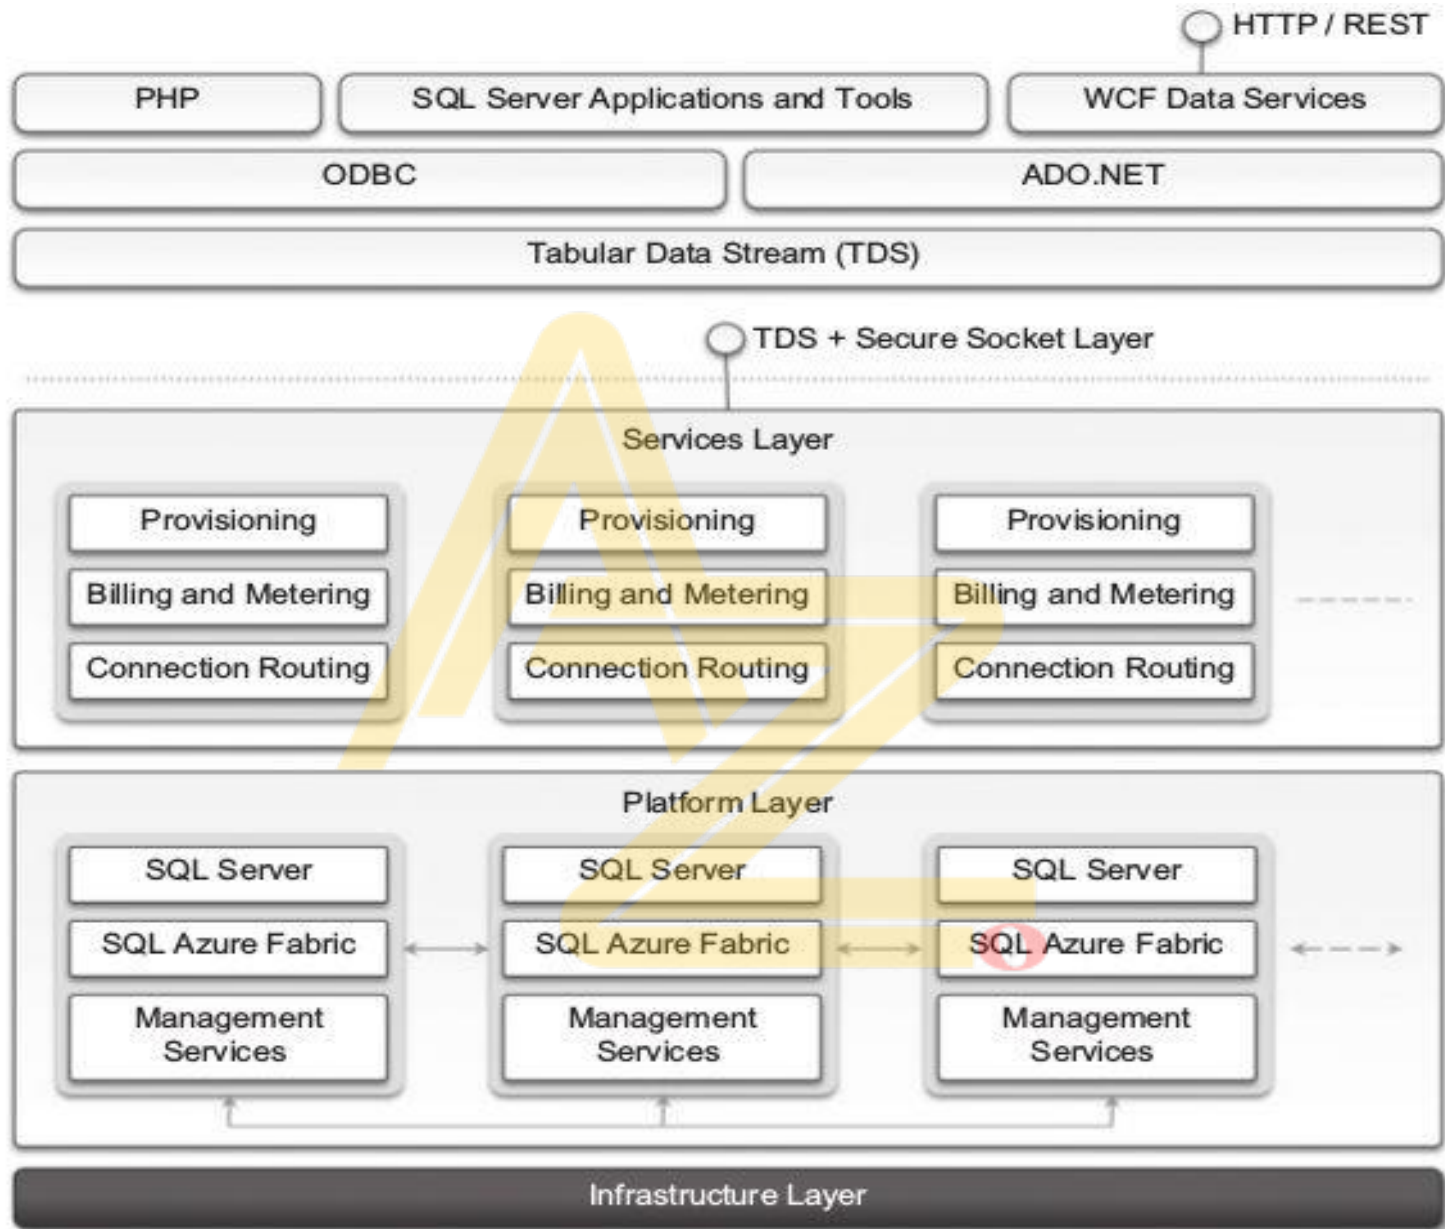 HTTP / REST
PHP
SQL Server Applications and Tools
WCF Data Services
ODBC
ADO.NET
Tabular Data Stream (TDS)
TDS + Secure Socket Layer
Services Layer
Provisioning
Billing and Metering
Connection Routing
Provisioning
Billing and Metering
Connection Routing
Provisioning
Billing and Metering
Connection Routing
Platform Layer
SQL Server
SQL Azure Fabric
Management
Services
SQL Server
SQL Azure Fabric
Management
Services
SQL Server
SQL Azure Fabric
Management
Services
Infrastructure Layer
AZ